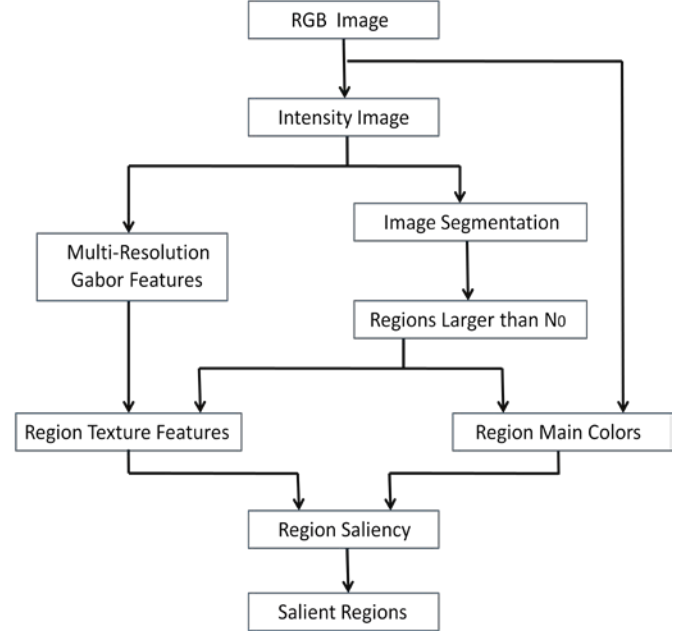 RGB Image
Intensity Image
Image Segmentation
Multi-Resolution
Gabor Features
Regions Larger than N0
Region Texture Features
Region Main Colors
Region Saliency
Salient Regions